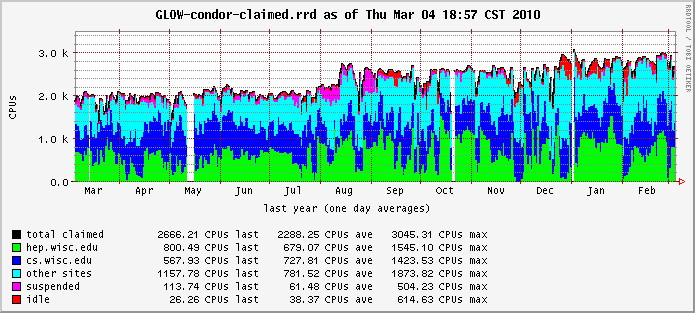 GLOW-condor-claimed.rrd as of Thu Mar 04 18:57 CST 2010
RRDTOOL / TOBI OETIKER
CPUs
3.0 k
2.0 k
1.0 k
0.0
Mar Apr May Jun Jul Aug Sep Oct Nov Dec Jan Feb
last year (one day averages)
total claimed 2666.21 CPUs last 2288.25 CPUs ave 3045.31 CPUs max
hep.wisc.edu 800.49 CPUs last 679.07 CPUs ave 1545.10 CPUs max
cs.wisc.edu 567.93 CPUs last 727.81 CPUs ave 1423.53 CPUs max
other sites 1157.78 CPUs last 781.52 CPUs ave 1873.82 CPUs max
suspended 113.74 CPUs last 61.48 CPUs ave 504.23 CPUs max
idle 26.26 CPUs last 38.37 CPUs ave 614.63 CPUs max